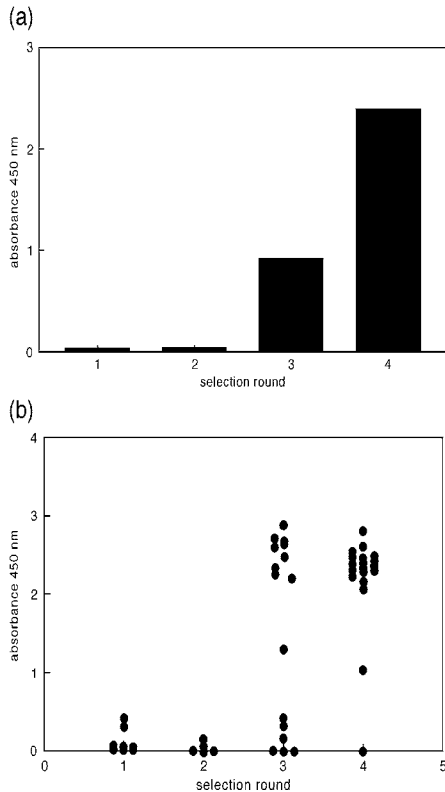 (a)
3
2
1
0
absorbance 450 nm
1 2 3 4
selection round
(b)
4
3
2
1
0
absorbance 450 nm
0 1 2 3 4 5
selection round